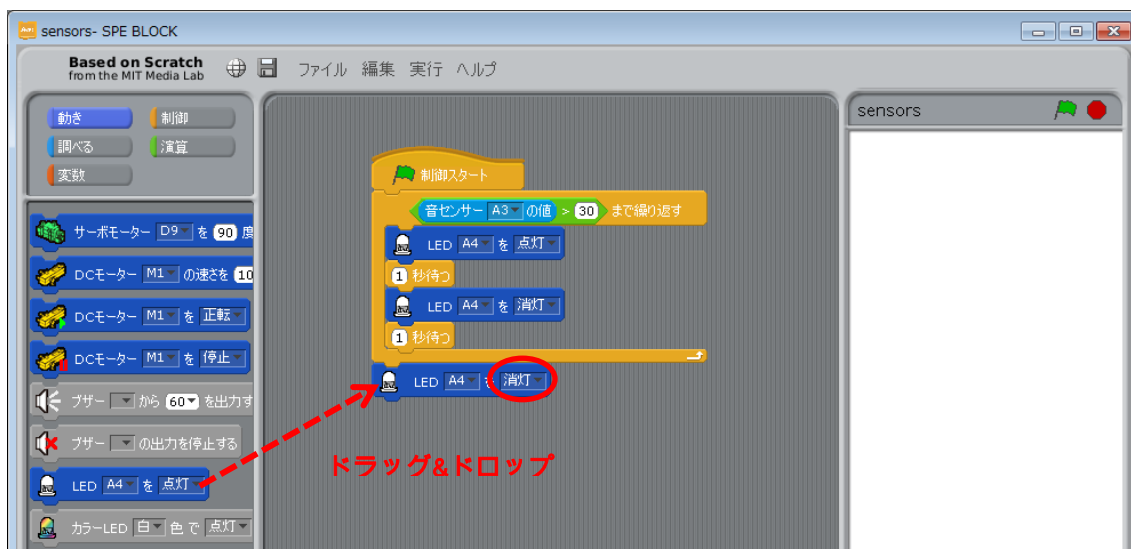 sensors- SPE BLOCK
Based on Scratch
from the MIT Media Lab
ファイル 編集 実行 ヘルプ
動き 制御
調べる 演算
変数
サーボモーター D9 を 90 度
DCモーター M1 の速さを 10
DCモーター M1 を 正転
DCモーター M1 を 停止
ブザー から 60 を出力す
ブザー の出力を停止する
LED A4 を 点灯
カラーLED 白 色 で 点灯
制御スタート
音センサー A3 の値 > 30 まで繰り返す
LED A4 を 点灯
1 秒待つ
LED A4 を 消灯
1 秒待つ
LED A4 を 消灯
ドラッグ&ドロップ
sensors